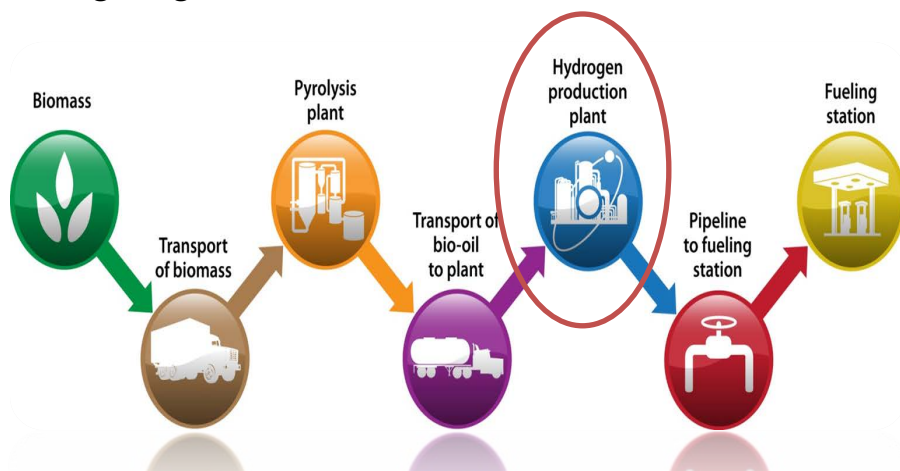 Biomass
Transport
of biomass
Pyrolysis
plant
Transport of
bio-oil
to plant
Hydrogen
production
plant
Pipeline
to fueling
station
Fueling
station